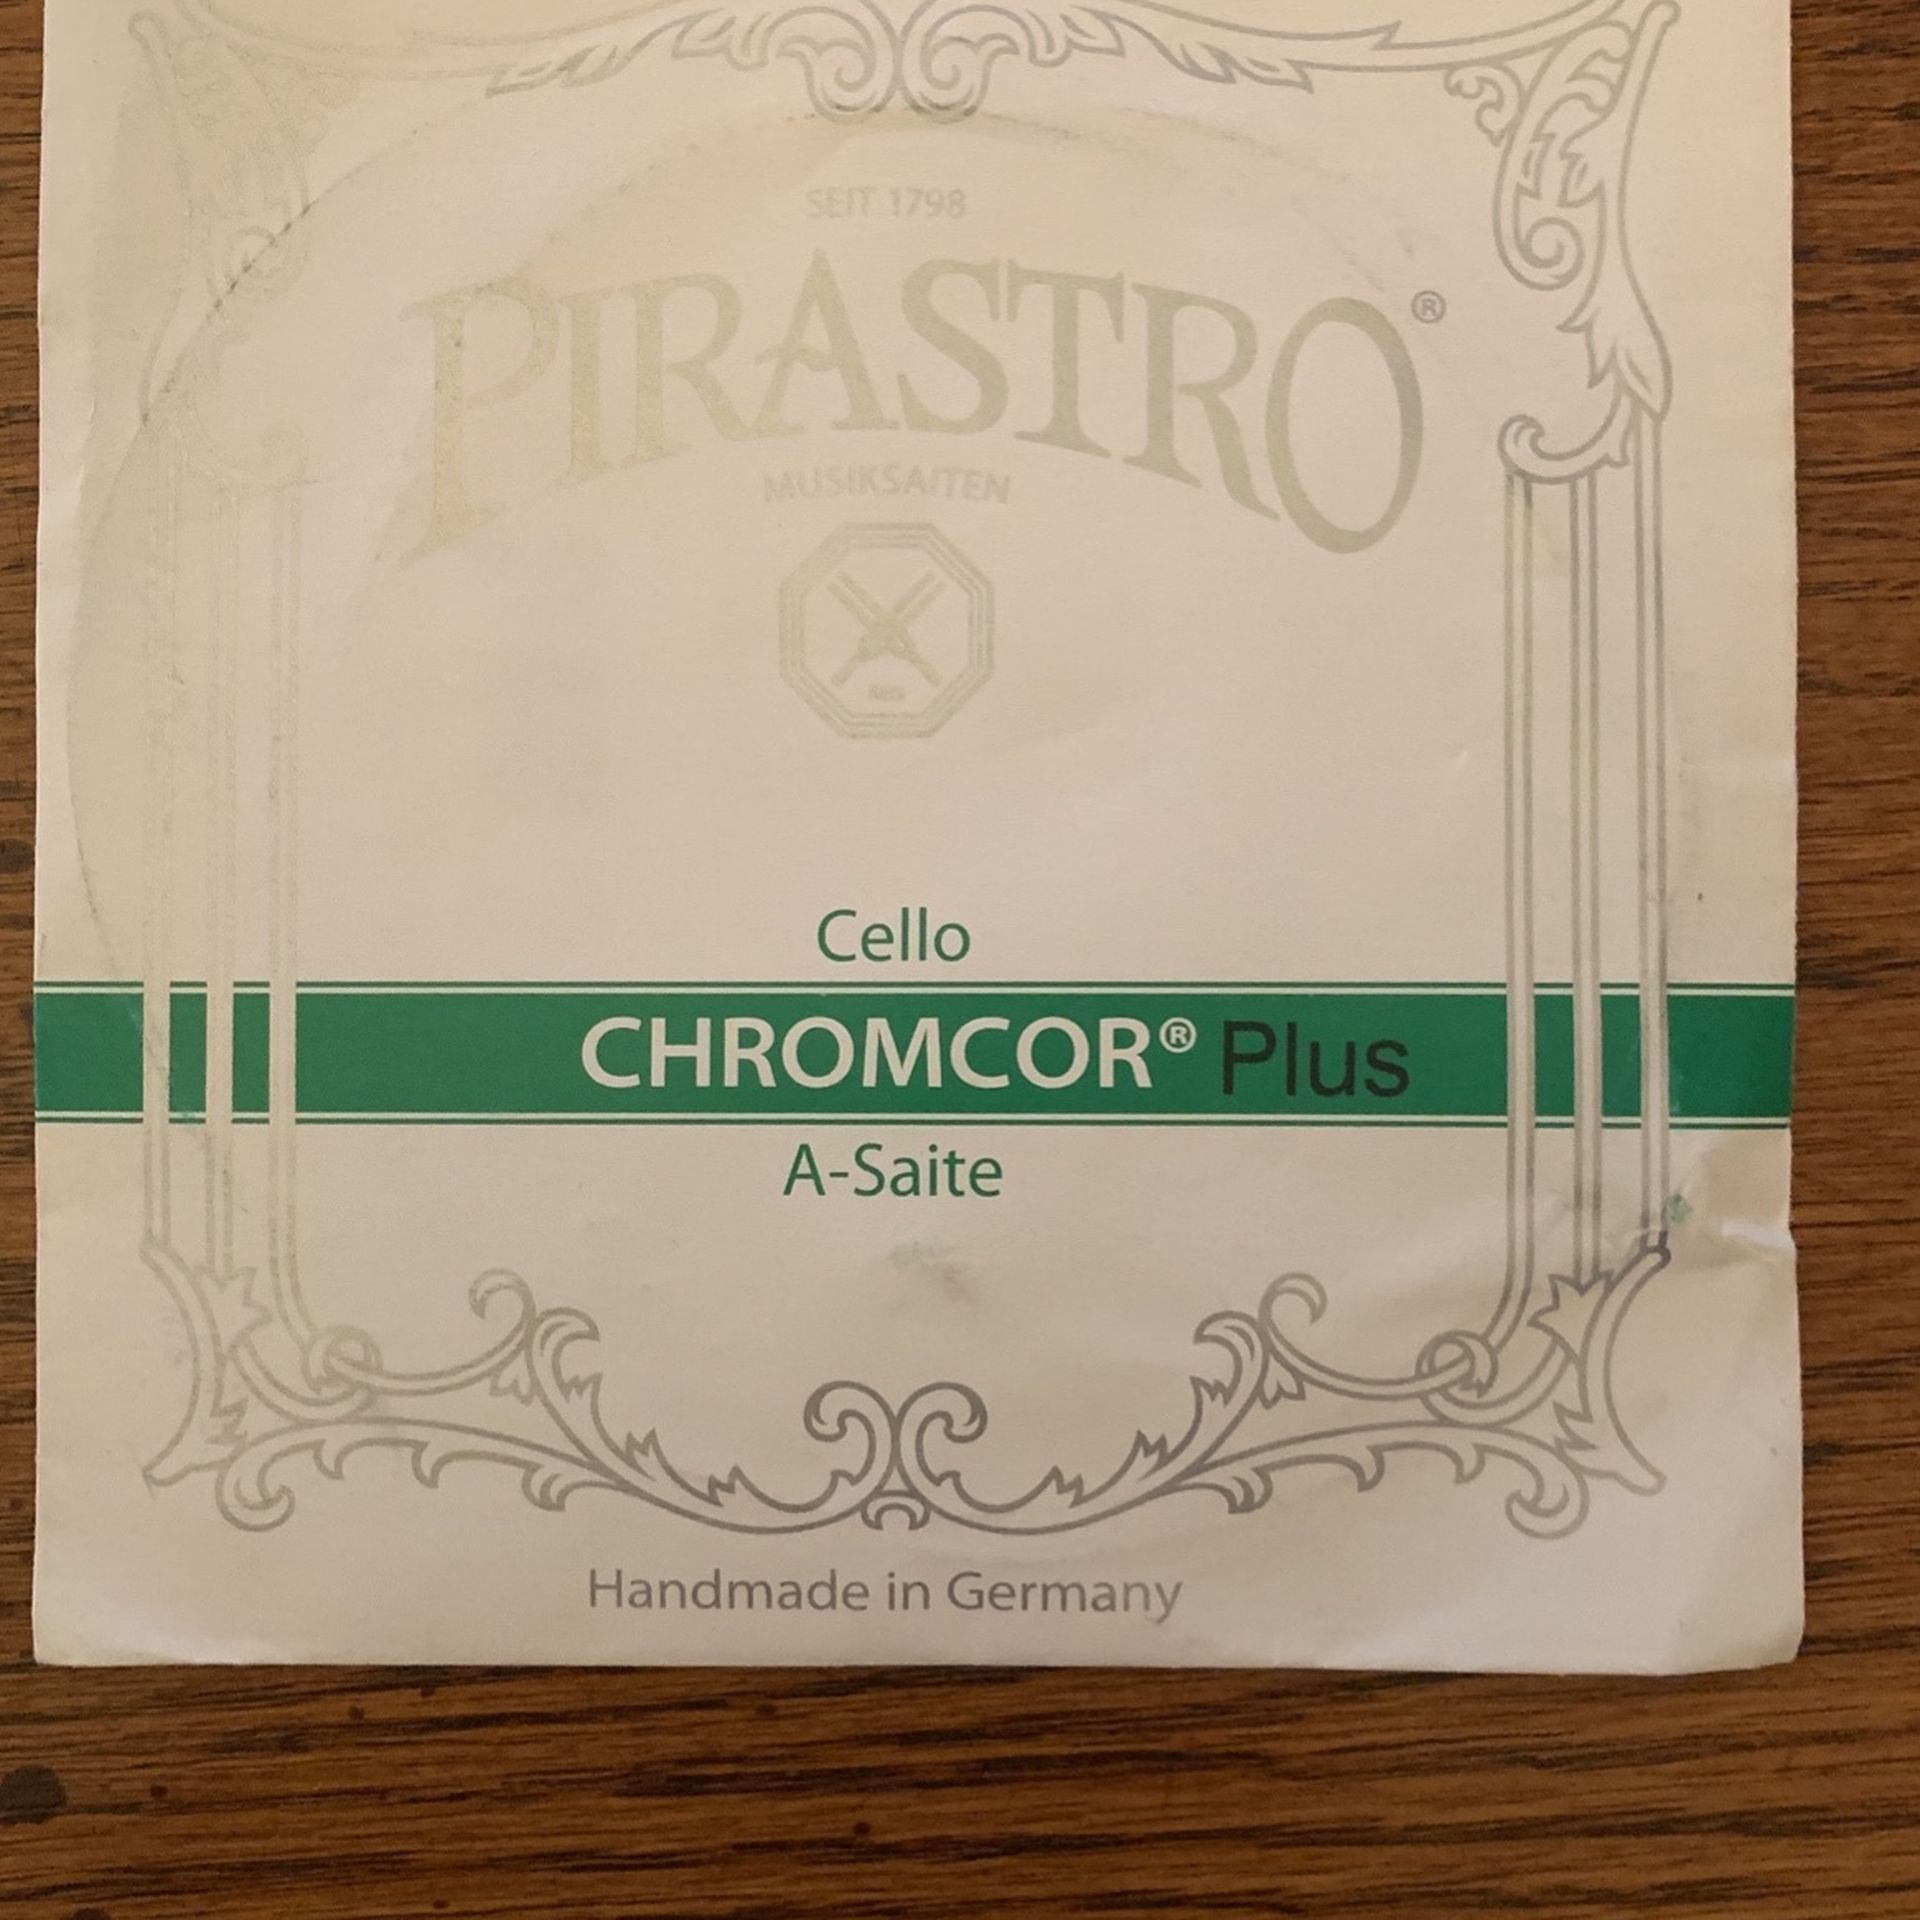 SEIT 1798
PIRASTRO®
MUSIKSAITEN
Cello
CHROMCOR® Plus
A-Saite
Handmade in Germany